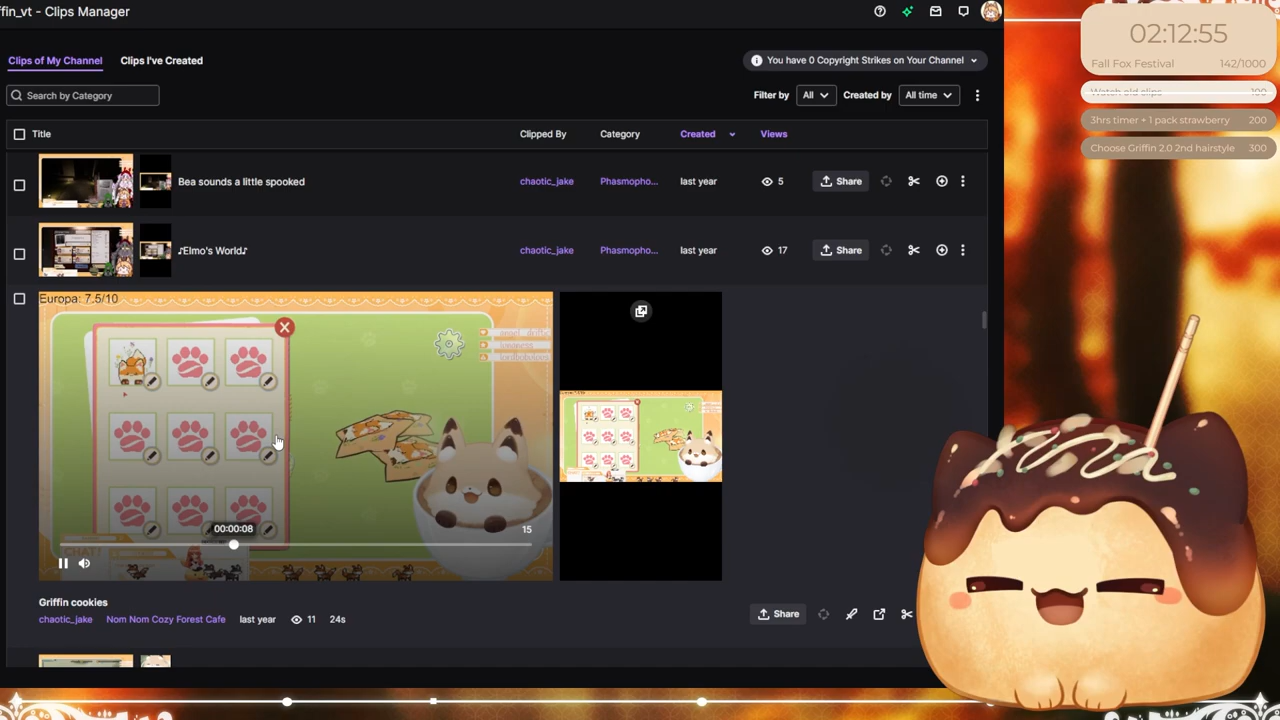 fin_vt - Clips Manager
Clips of My Channel
Clips I've Created
You have 0 Copyright Strikes on Your Channel
Search by Category
Filter by
All
Created by
All time
Title
Clipped By
Category
Created
Views
Bea sounds a little spooked
chaotic_jake
Phasmopho...
last year
5
Share
♪Elmo's World♪
chaotic_jake
Phasmopho...
last year
17
Share
Europa: 7.5/10
00:00:08
15
Griffin cookies
chaotic_jake
Nom Nom Cozy Forest Cafe
last year
11
24s
Share
02:12:55
Fall Fox Festival
142/1000
Watch old clips
100
3hrs timer + 1 pack strawberry
200
Choose Griffin 2.0 2nd hairstyle
300